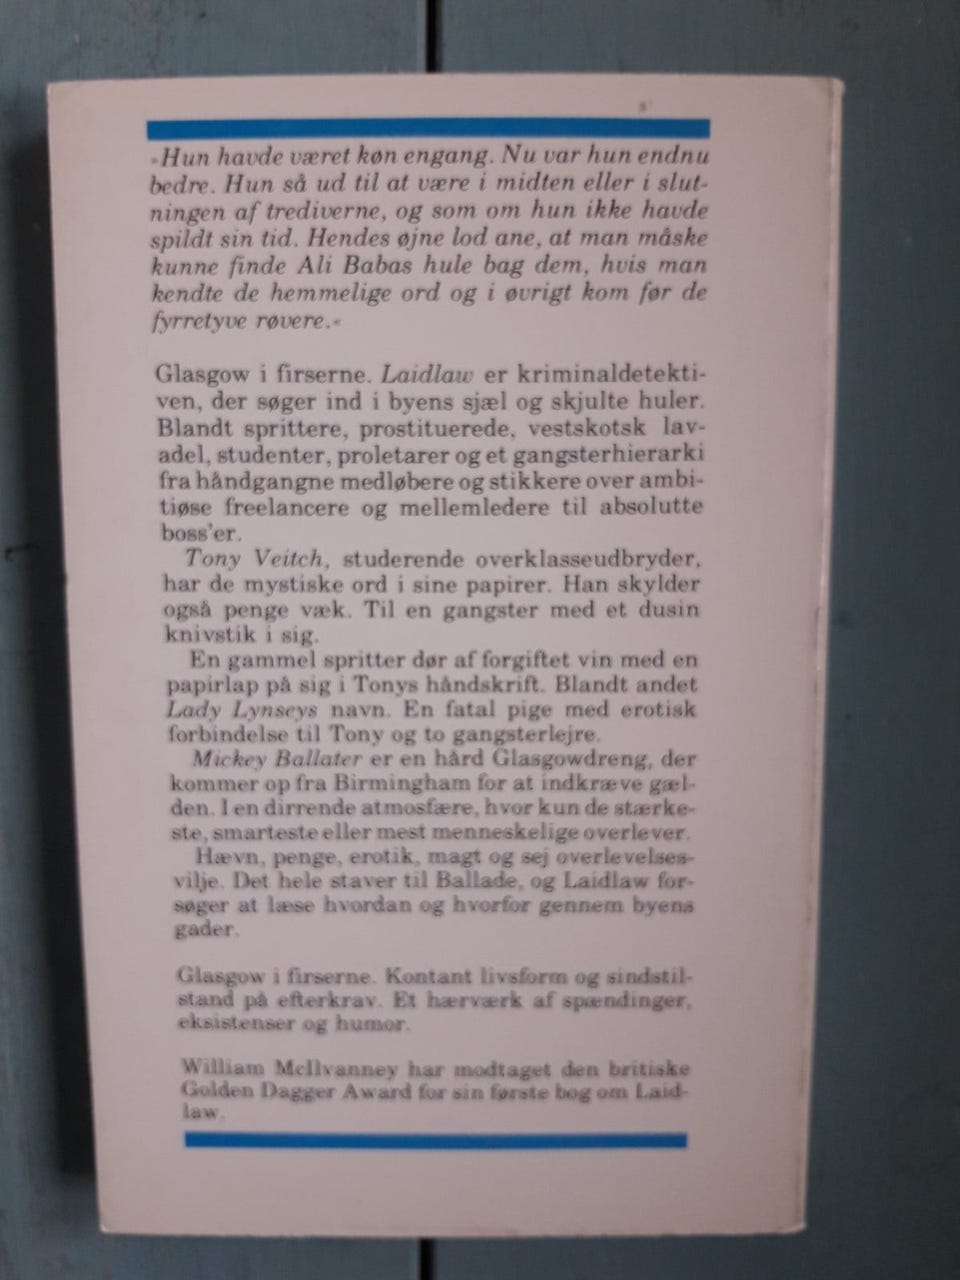 »Hun havde været køn engang. Nu var hun endnu
bedre. Hun så ud til at være i midten eller i slut-
ningen af trediverne, og som om hun ikke havde
spildt sin tid. Hendes øjne lod ane, at man måske
kunne finde Ali Babas hule bag dem, hvis man
kendte de hemmelige ord og i øvrigt kom før de
fyrretyve røvere.«
Glasgow i firserne. Laidlaw er kriminaldetekti-
ven, der søger ind i byens sjæl og skjulte huler.
Blandt sprittere, prostituerede, vestskotsk lav-
adel, studenter, proletarer og et gangsterhierarki
fra håndgangne medløbere og stikkere over ambi-
tiøse freelancere og mellemledere til absolutte
boss'er.
Tony Veitch, studerende overklasseudbryder,
har de mystiske ord i sine papirer. Han skylder
også penge væk. Til en gangster med et dusin
knivstik i sig.
En gammel spritter dør af forgiftet vin med en
papirlap på sig i Tonys håndskrift. Blandt andet
Lady Lynseys navn. En fatal pige med erotisk
forbindelse til Tony og to gangsterlejre.
Mickey Ballater er en hård Glasgowdreng, der
kommer op fra Birmingham for at indkræve gæl-
den. I en dirrende atmosfære, hvor kun de stærke-
ste, smarteste eller mest menneskelige overlever.
Hævn, penge, erotik, magt og sej overlevelses-
vilje. Det hele staver til Ballade, og Laidlaw for-
søger at læse hvordan og hvorfor gennem byens
gader.
Glasgow i firserne. Kontant livsform og sindstil-
stand på efterkrav. Et hærværk af spændinger,
eksistenser og humor.
William McIlvanney har modtaget den britiske
Golden Dagger Award for sin første bog om Laid-
law.